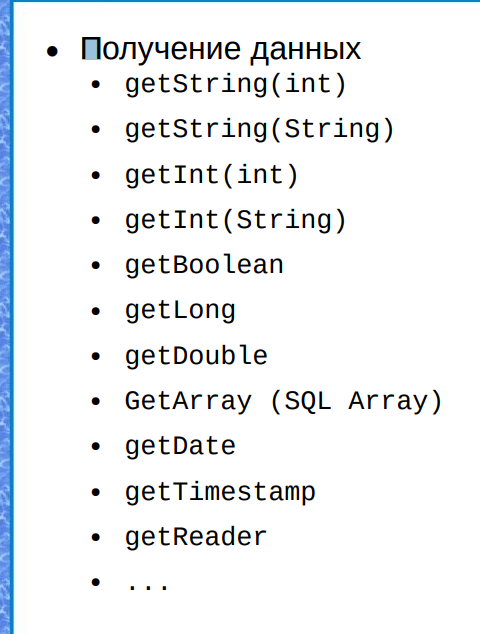 • Получение данных
• getString(int)
• getString(String)
• getInt(int)
• getInt(String)
• getBoolean
• getLong
• getDouble
• GetArray (SQL Array)
• getDate
• getTimestamp
• getReader
• ...